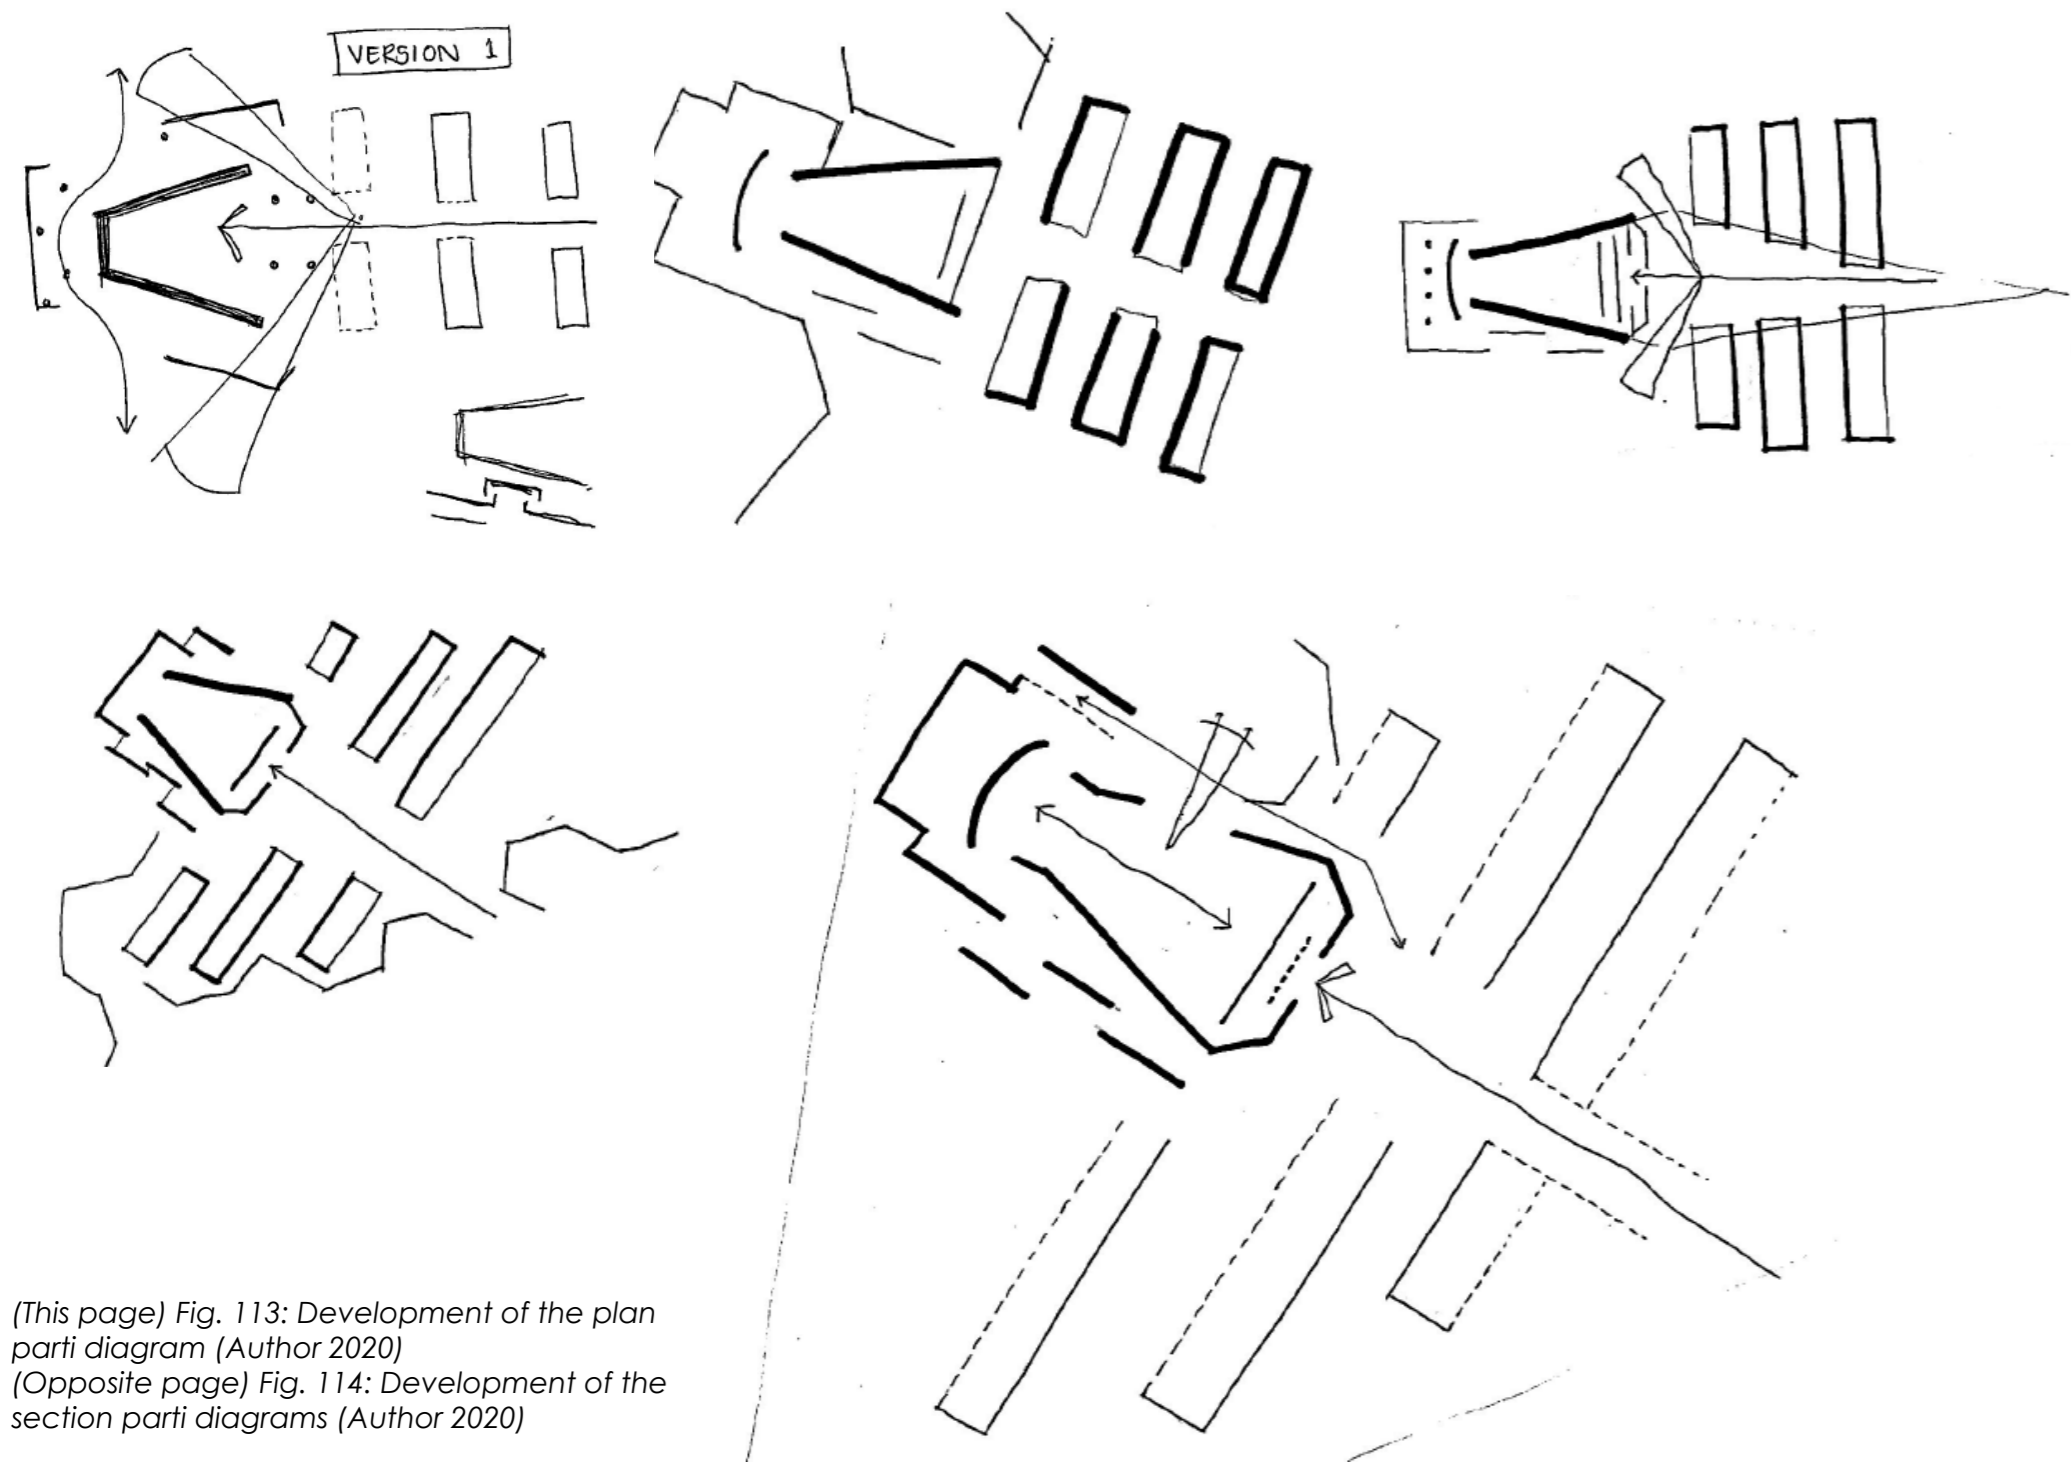 VERSION 1
(This page) Fig. 113: Development of the plan
parti diagram (Author 2020)
(Opposite page) Fig. 114: Development of the
section parti diagrams (Author 2020)